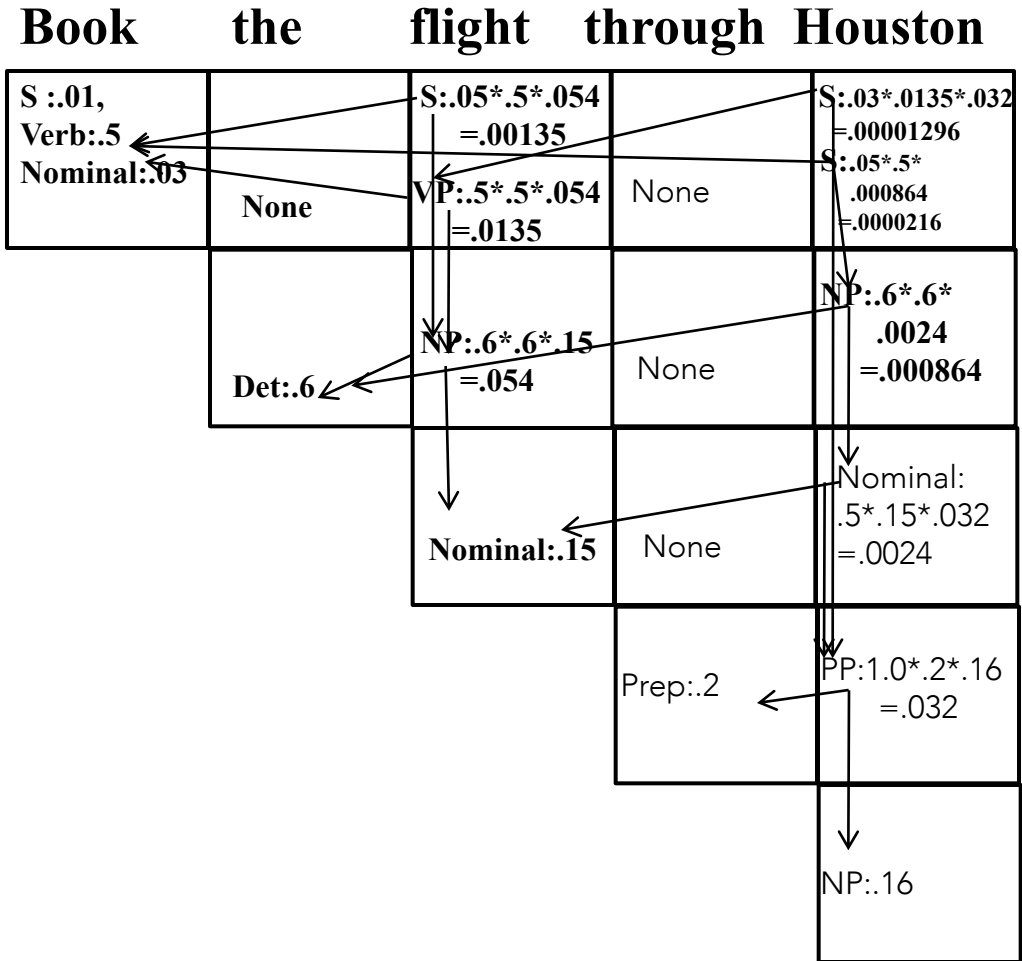 Book the flight through Houston
S :.01,
Verb:.5
Nominal:.03
None
S:.05*.5*.054
=.00135
VP:.5*.5*.054
=.0135
None
S:.03*.0135*.032
=.00001296
S:.05*.5*
.000864
=.0000216
Det:.6
NP:.6*.6*.15
=.054
None
NP:.6*.6*
.0024
=.000864
Nominal:.15
None
Nominal:
.5*.15*.032
=.0024
Prep:.2
PP:1.0*.2*.16
=.032
NP:.16